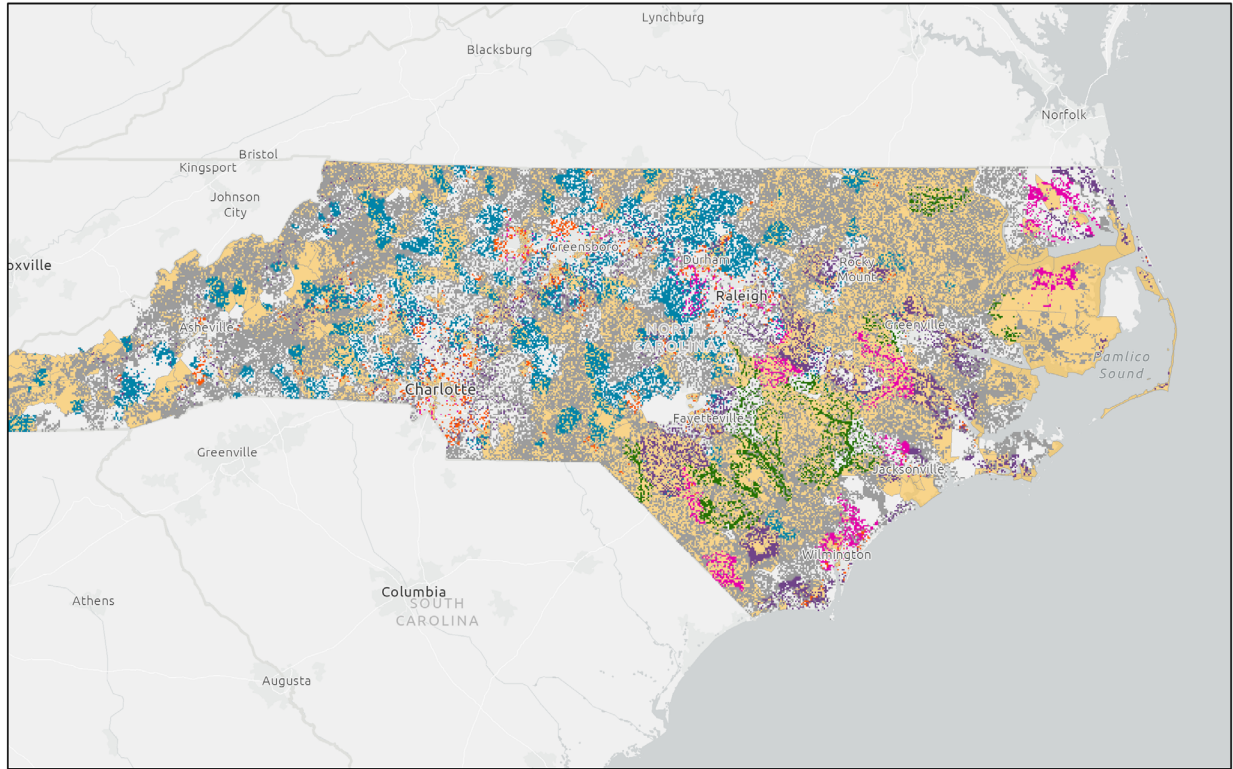 Lynchburg
Blacksburg
Norfolk
Bristol
Kingsport
Johnson
City
oxville
Greensboro
Durham
Rocky
Mount
Raleigh
Asheville
NORTH
CAROLINA
Greenville
Pamlico
Sound
Charlotte
Fayetteville
Greenville
Jacksonville
Wilmington
Columbia
Athens
SOUTH
CAROLINA
Augusta